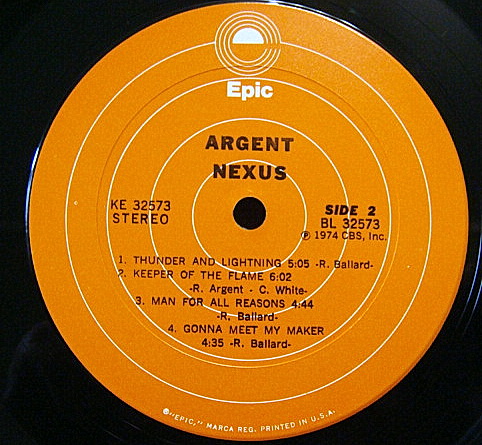 Epic
ARGENT
NEXUS
KE 32573
STEREO
SIDE 2
BL 32573
Ⓟ 1974 CBS, Inc.
1. THUNDER AND LIGHTNING 5:05 -R. Ballard-
2. KEEPER OF THE FLAME 6:02
-R. Argent - C. White-
3. MAN FOR ALL REASONS 4:44
-R. Ballard-
4. GONNA MEET MY MAKER
4:35 -R. Ballard-
®"EPIC," MARCA REG. PRINTED IN U.S.A.